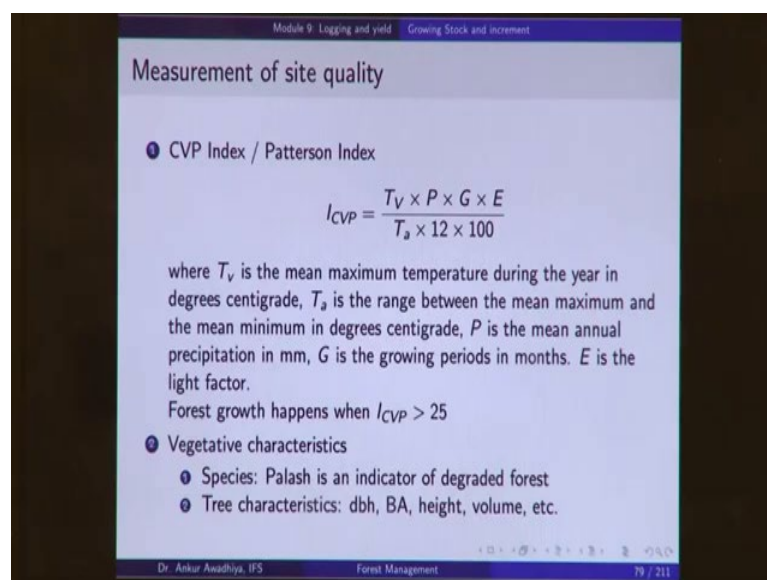 Module 9: Logging and yield Growing Stock and increment
Measurement of site quality
1 CVP Index / Patterson Index
I_CVP = (T_V × P × G × E) / (T_a × 12 × 100)
where T_v is the mean maximum temperature during the year in
degrees centigrade, T_a is the range between the mean maximum and
the mean minimum in degrees centigrade, P is the mean annual
precipitation in mm, G is the growing periods in months. E is the
light factor.
Forest growth happens when I_CVP > 25
2 Vegetative characteristics
1 Species: Palash is an indicator of degraded forest
2 Tree characteristics: dbh, BA, height, volume, etc.
Dr. Ankur Awadhiya, IFS Forest Management 79 / 211